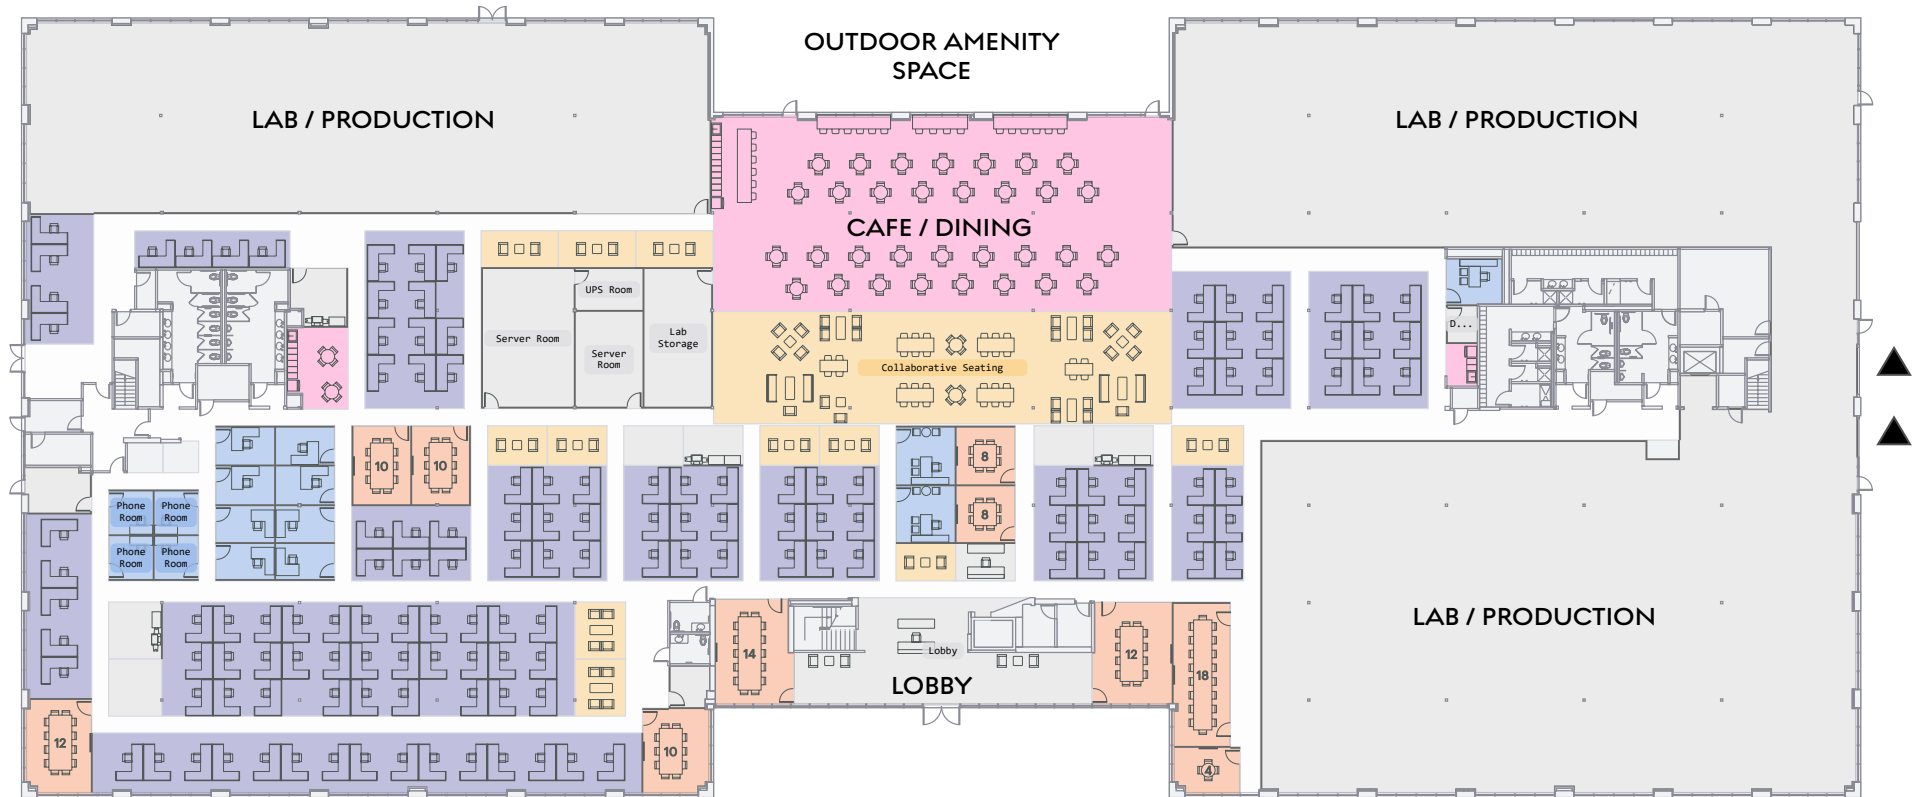 OUTDOOR AMENITY
SPACE
LAB / PRODUCTION
LAB / PRODUCTION
CAFE / DINING
UPS Room
Server Room
Server
Room
Lab
Storage
Collaborative Seating
D...
10
10
8
8
Phone
Room
Phone
Room
Phone
Room
Phone
Room
LAB / PRODUCTION
14
Lobby
LOBBY
12
18
12
10
4